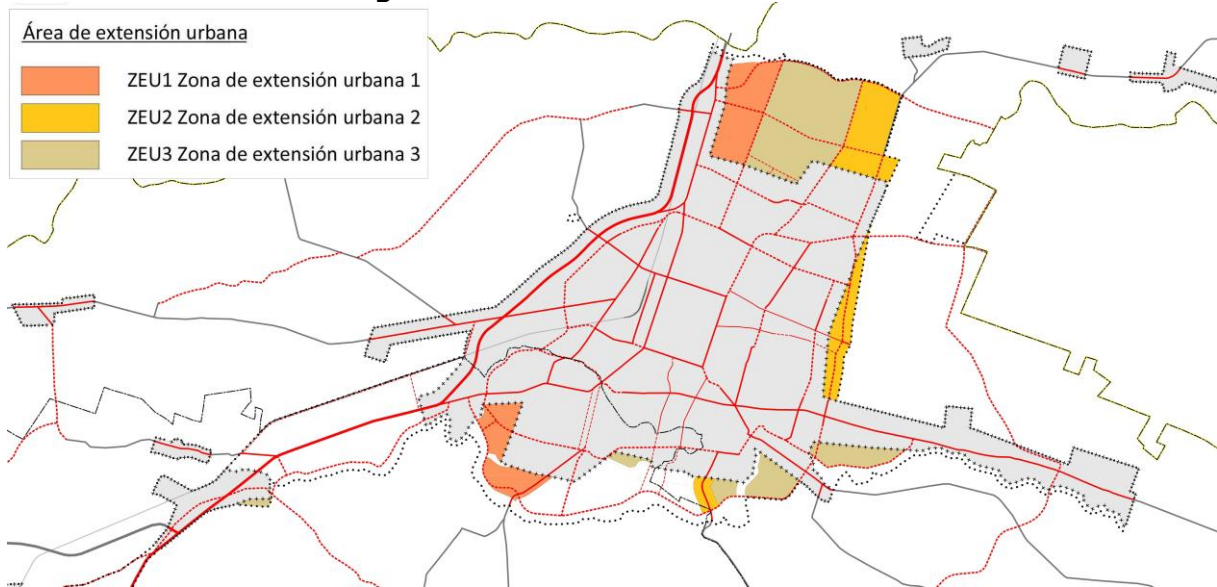 Área de extensión urbana
ZEU1 Zona de extensión urbana 1
ZEU2 Zona de extensión urbana 2
ZEU3 Zona de extensión urbana 3